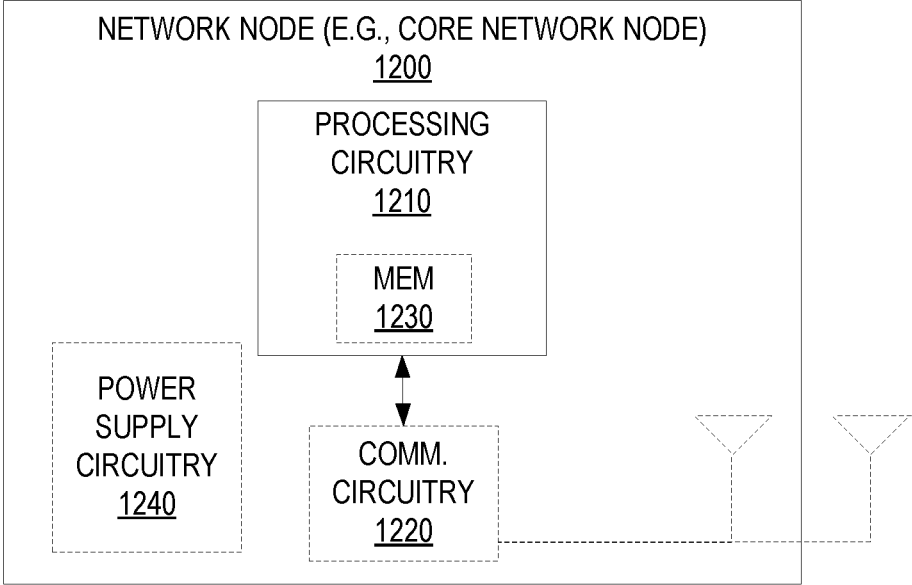 NETWORK NODE (E.G., CORE NETWORK NODE)
1200
PROCESSING
CIRCUITRY
1210
MEM
1230
POWER
SUPPLY
CIRCUITRY
1240
COMM.
CIRCUITRY
1220